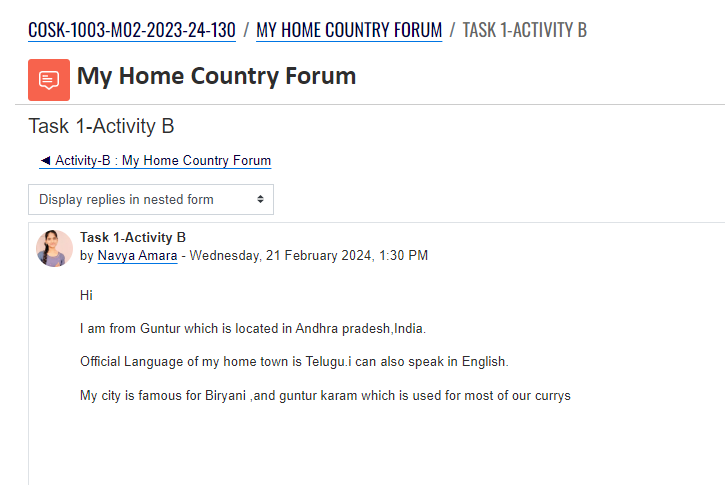 COSK-1003-M02-2023-24-130 / MY HOME COUNTRY FORUM / TASK 1-ACTIVITY B
My Home Country Forum
Task 1-Activity B
◄ Activity-B : My Home Country Forum
Display replies in nested form
Task 1-Activity B
by Navya Amara - Wednesday, 21 February 2024, 1:30 PM
Hi
I am from Guntur which is located in Andhra pradesh,India.
Official Language of my home town is Telugu.i can also speak in English.
My city is famous for Biryani ,and guntur karam which is used for most of our currys